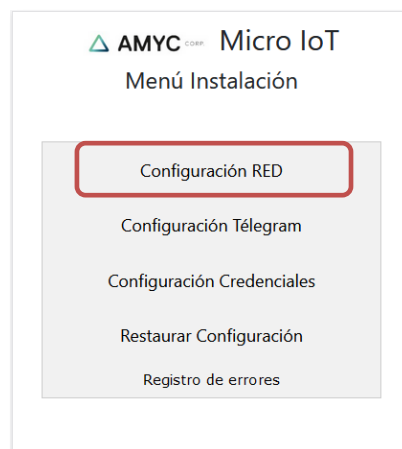 AMYC CORP. Micro IoT
Menú Instalación
Configuración RED
Configuración Télegram
Configuración Credenciales
Restaurar Configuración
Registro de errores